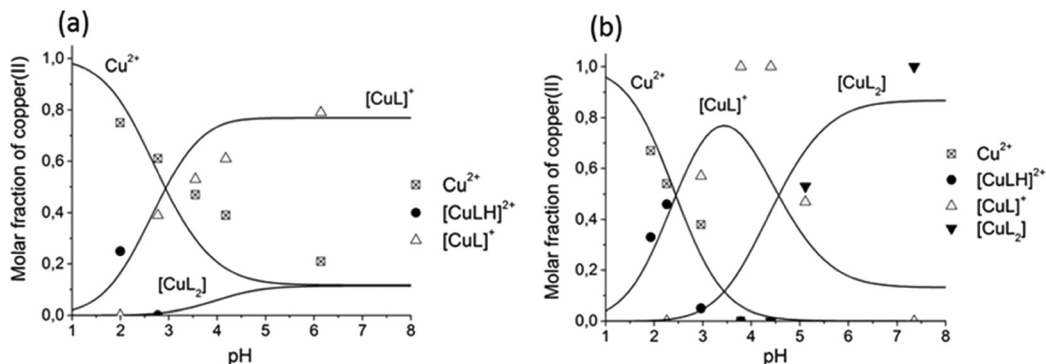 (a)
Molar fraction of copper(II)
1,0
0,8
0,6
0,4
0,2
0,0
Cu²⁺
[CuL]⁺
[CuL₂]
1 2 3 4 5 6 7 8
pH
Cu²⁺
[CuLH]²⁺
[CuL]⁺
(b)
Molar fraction of copper(II)
1,0
0,8
0,6
0,4
0,2
0,0
Cu²⁺
[CuL]⁺
[CuL₂]
1 2 3 4 5 6 7 8
pH
Cu²⁺
[CuLH]²⁺
[CuL]⁺
[CuL₂]